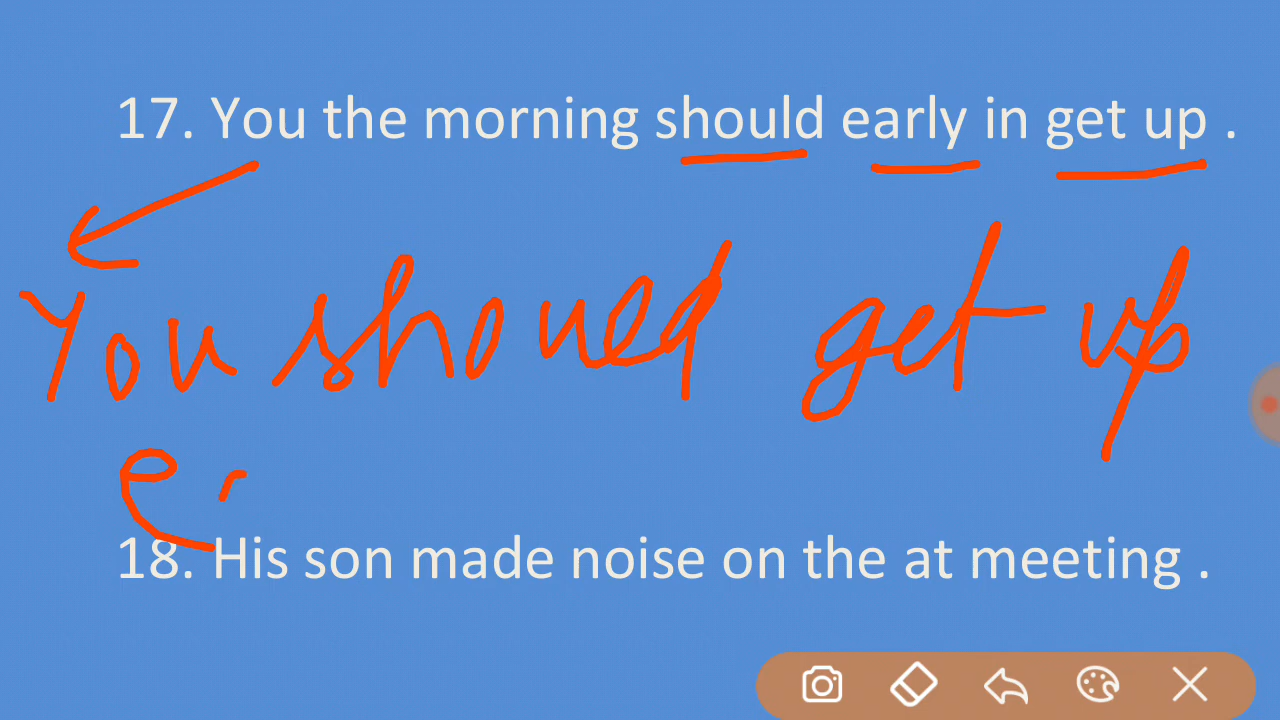 17. You the morning should early in get up .
You should get up
e
18. His son made noise on the at meeting .